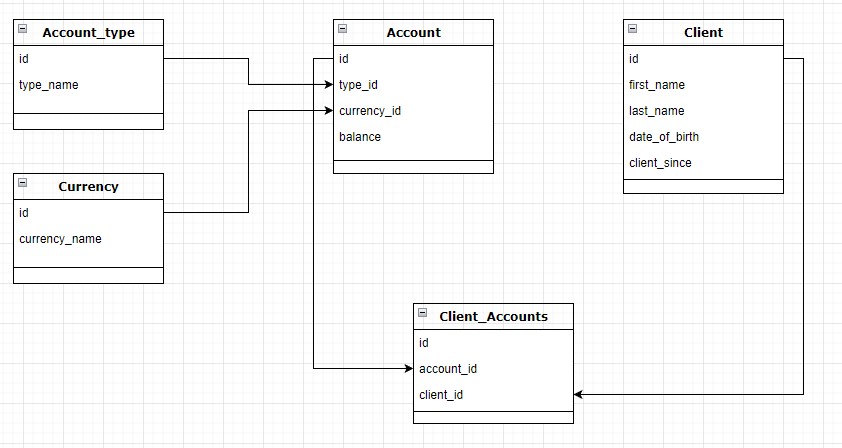 Account_type
id
type_name
Account
id
type_id
currency_id
balance
Client
id
first_name
last_name
date_of_birth
client_since
Currency
id
currency_name
Client_Accounts
id
account_id
client_id